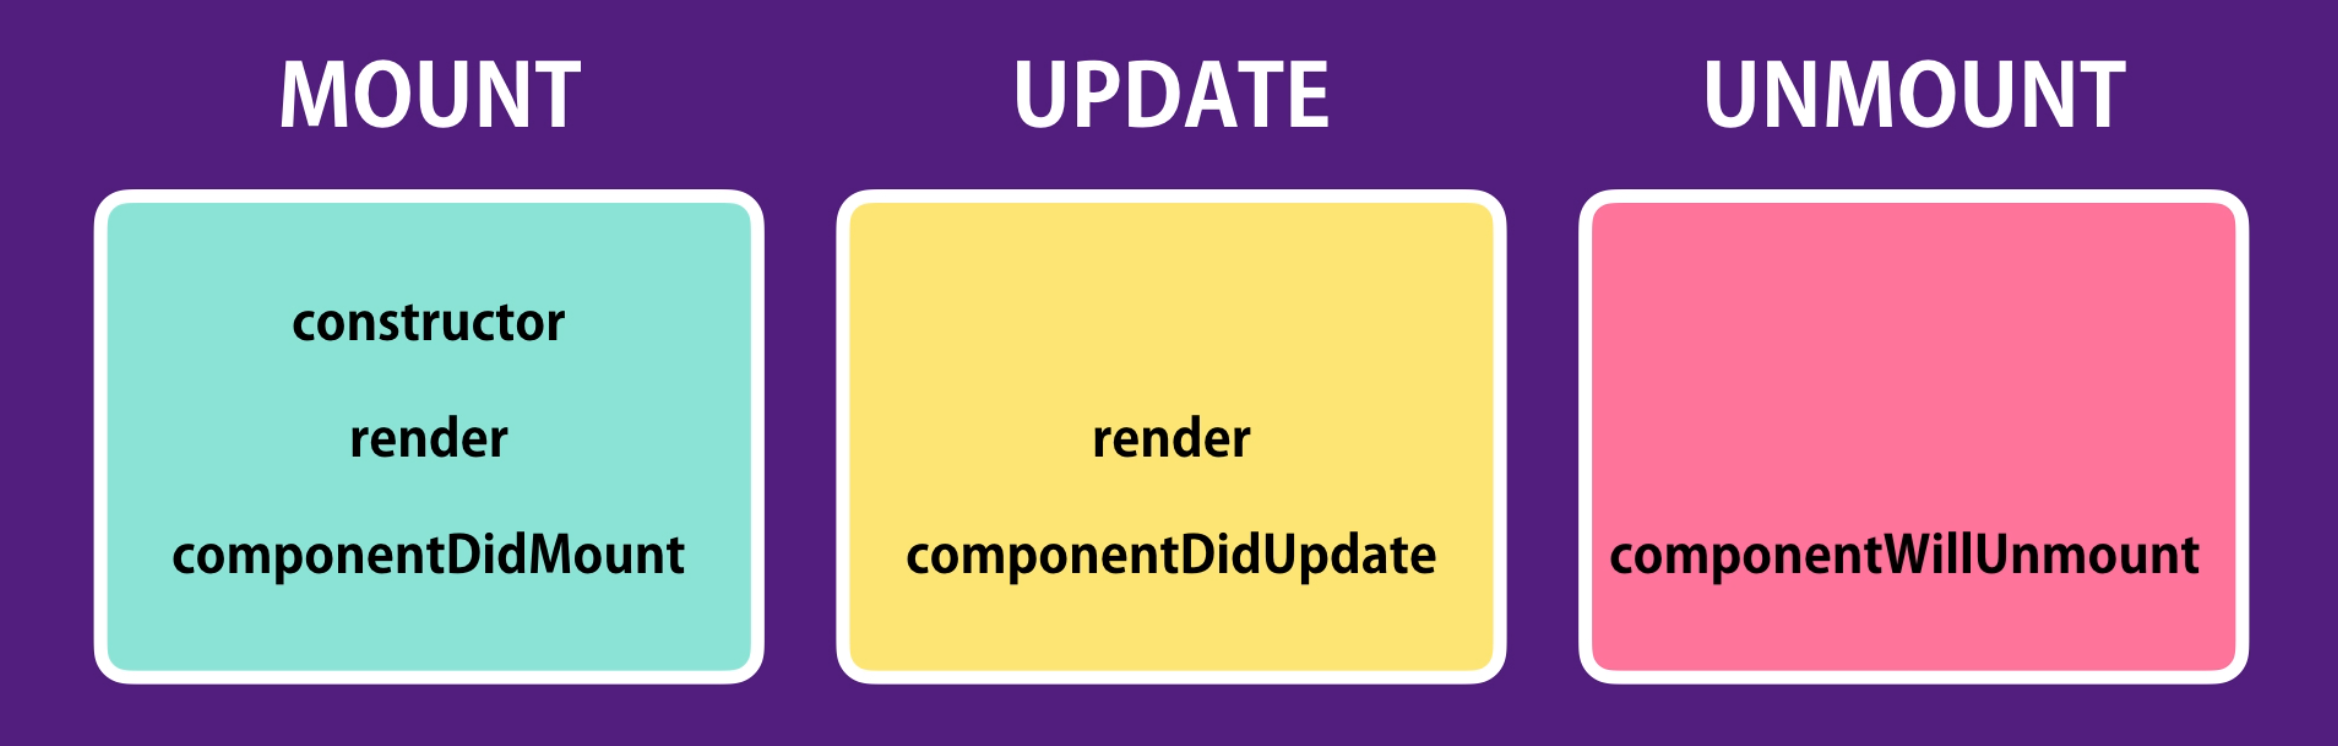 MOUNT
constructor
render
componentDidMount
UPDATE
render
componentDidUpdate
UNMOUNT
componentWillUnmount